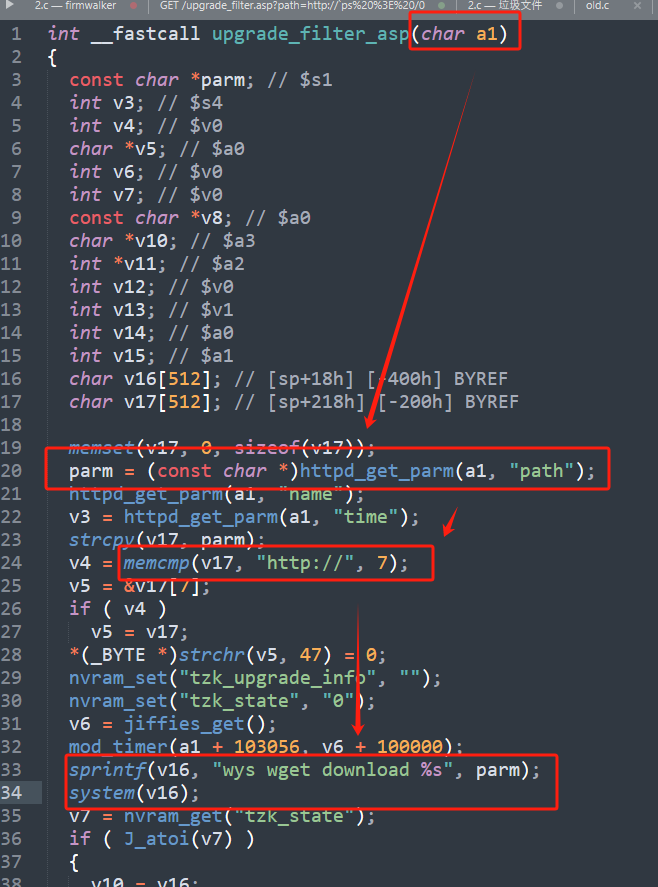 2.c — firmwalker GET /upgrade_filter.asp?path=http://`ps%20%3E%20/0 2.c — 垃圾文件 old.c
1 int __fastcall upgrade_filter_asp(char a1)
2 {
3 const char *parm; // $s1
4 int v3; // $s4
5 int v4; // $v0
6 char *v5; // $a0
7 int v6; // $v0
8 int v7; // $v0
9 const char *v8; // $a0
10 char *v10; // $a3
11 int *v11; // $a2
12 int v12; // $v0
13 int v13; // $v1
14 int v14; // $a0
15 int v15; // $a1
16 char v16[512]; // [sp+18h] [-400h] BYREF
17 char v17[512]; // [sp+218h] [-200h] BYREF
18
19 memset(v17, 0, sizeof(v17));
20 parm = (const char *)httpd_get_parm(a1, "path");
21 httpd_get_parm(a1, "name");
22 v3 = httpd_get_parm(a1, "time");
23 strcpy(v17, parm);
24 v4 = memcmp(v17, "http://", 7);
25 v5 = &v17[7];
26 if ( v4 )
27 v5 = v17;
28 *(_BYTE *)strchr(v5, 47) = 0;
29 nvram_set("tzk_upgrade_info", "");
30 nvram_set("tzk_state", "0");
31 v6 = jiffies_get();
32 mod_timer(a1 + 103056, v6 + 100000);
33 sprintf(v16, "wys wget download %s", parm);
34 system(v16);
35 v7 = nvram_get("tzk_state");
36 if ( J_atoi(v7) )
37 {
38 v10 = v16;